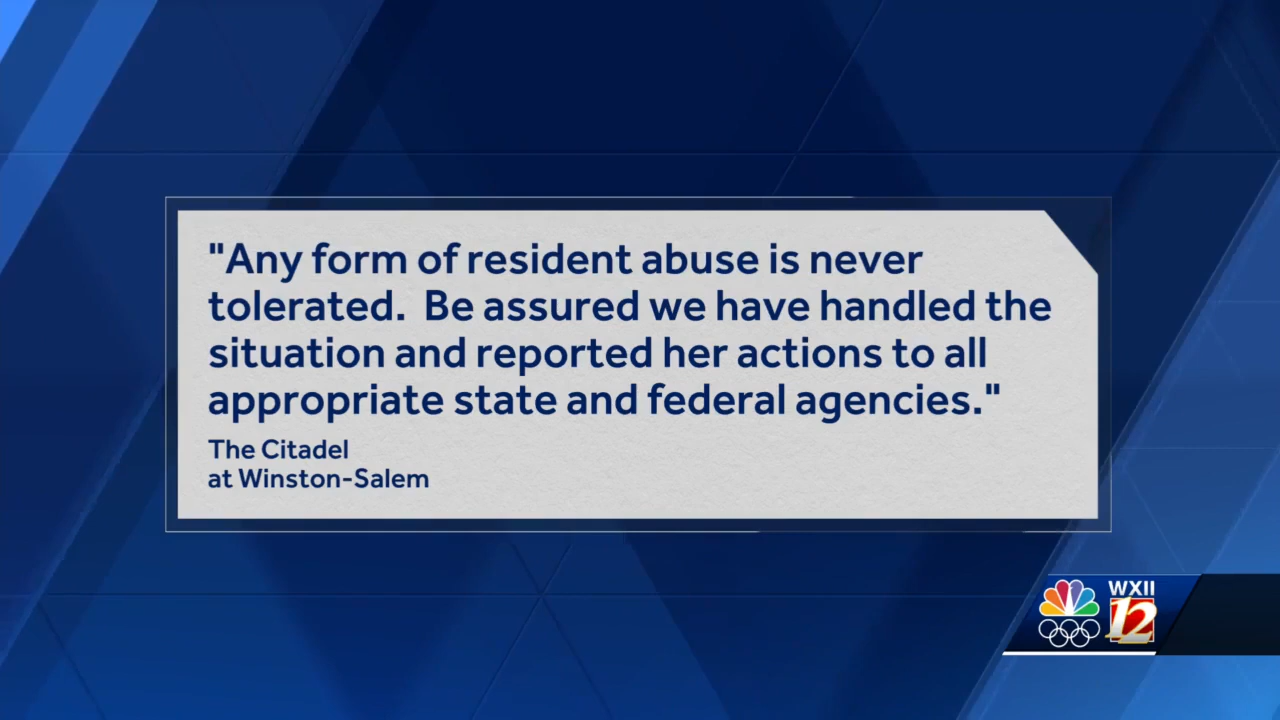 "Any form of resident abuse is never
tolerated.  Be assured we have handled the
situation and reported her actions to all
appropriate state and federal agencies."
The Citadel
at Winston-Salem
WXII
12